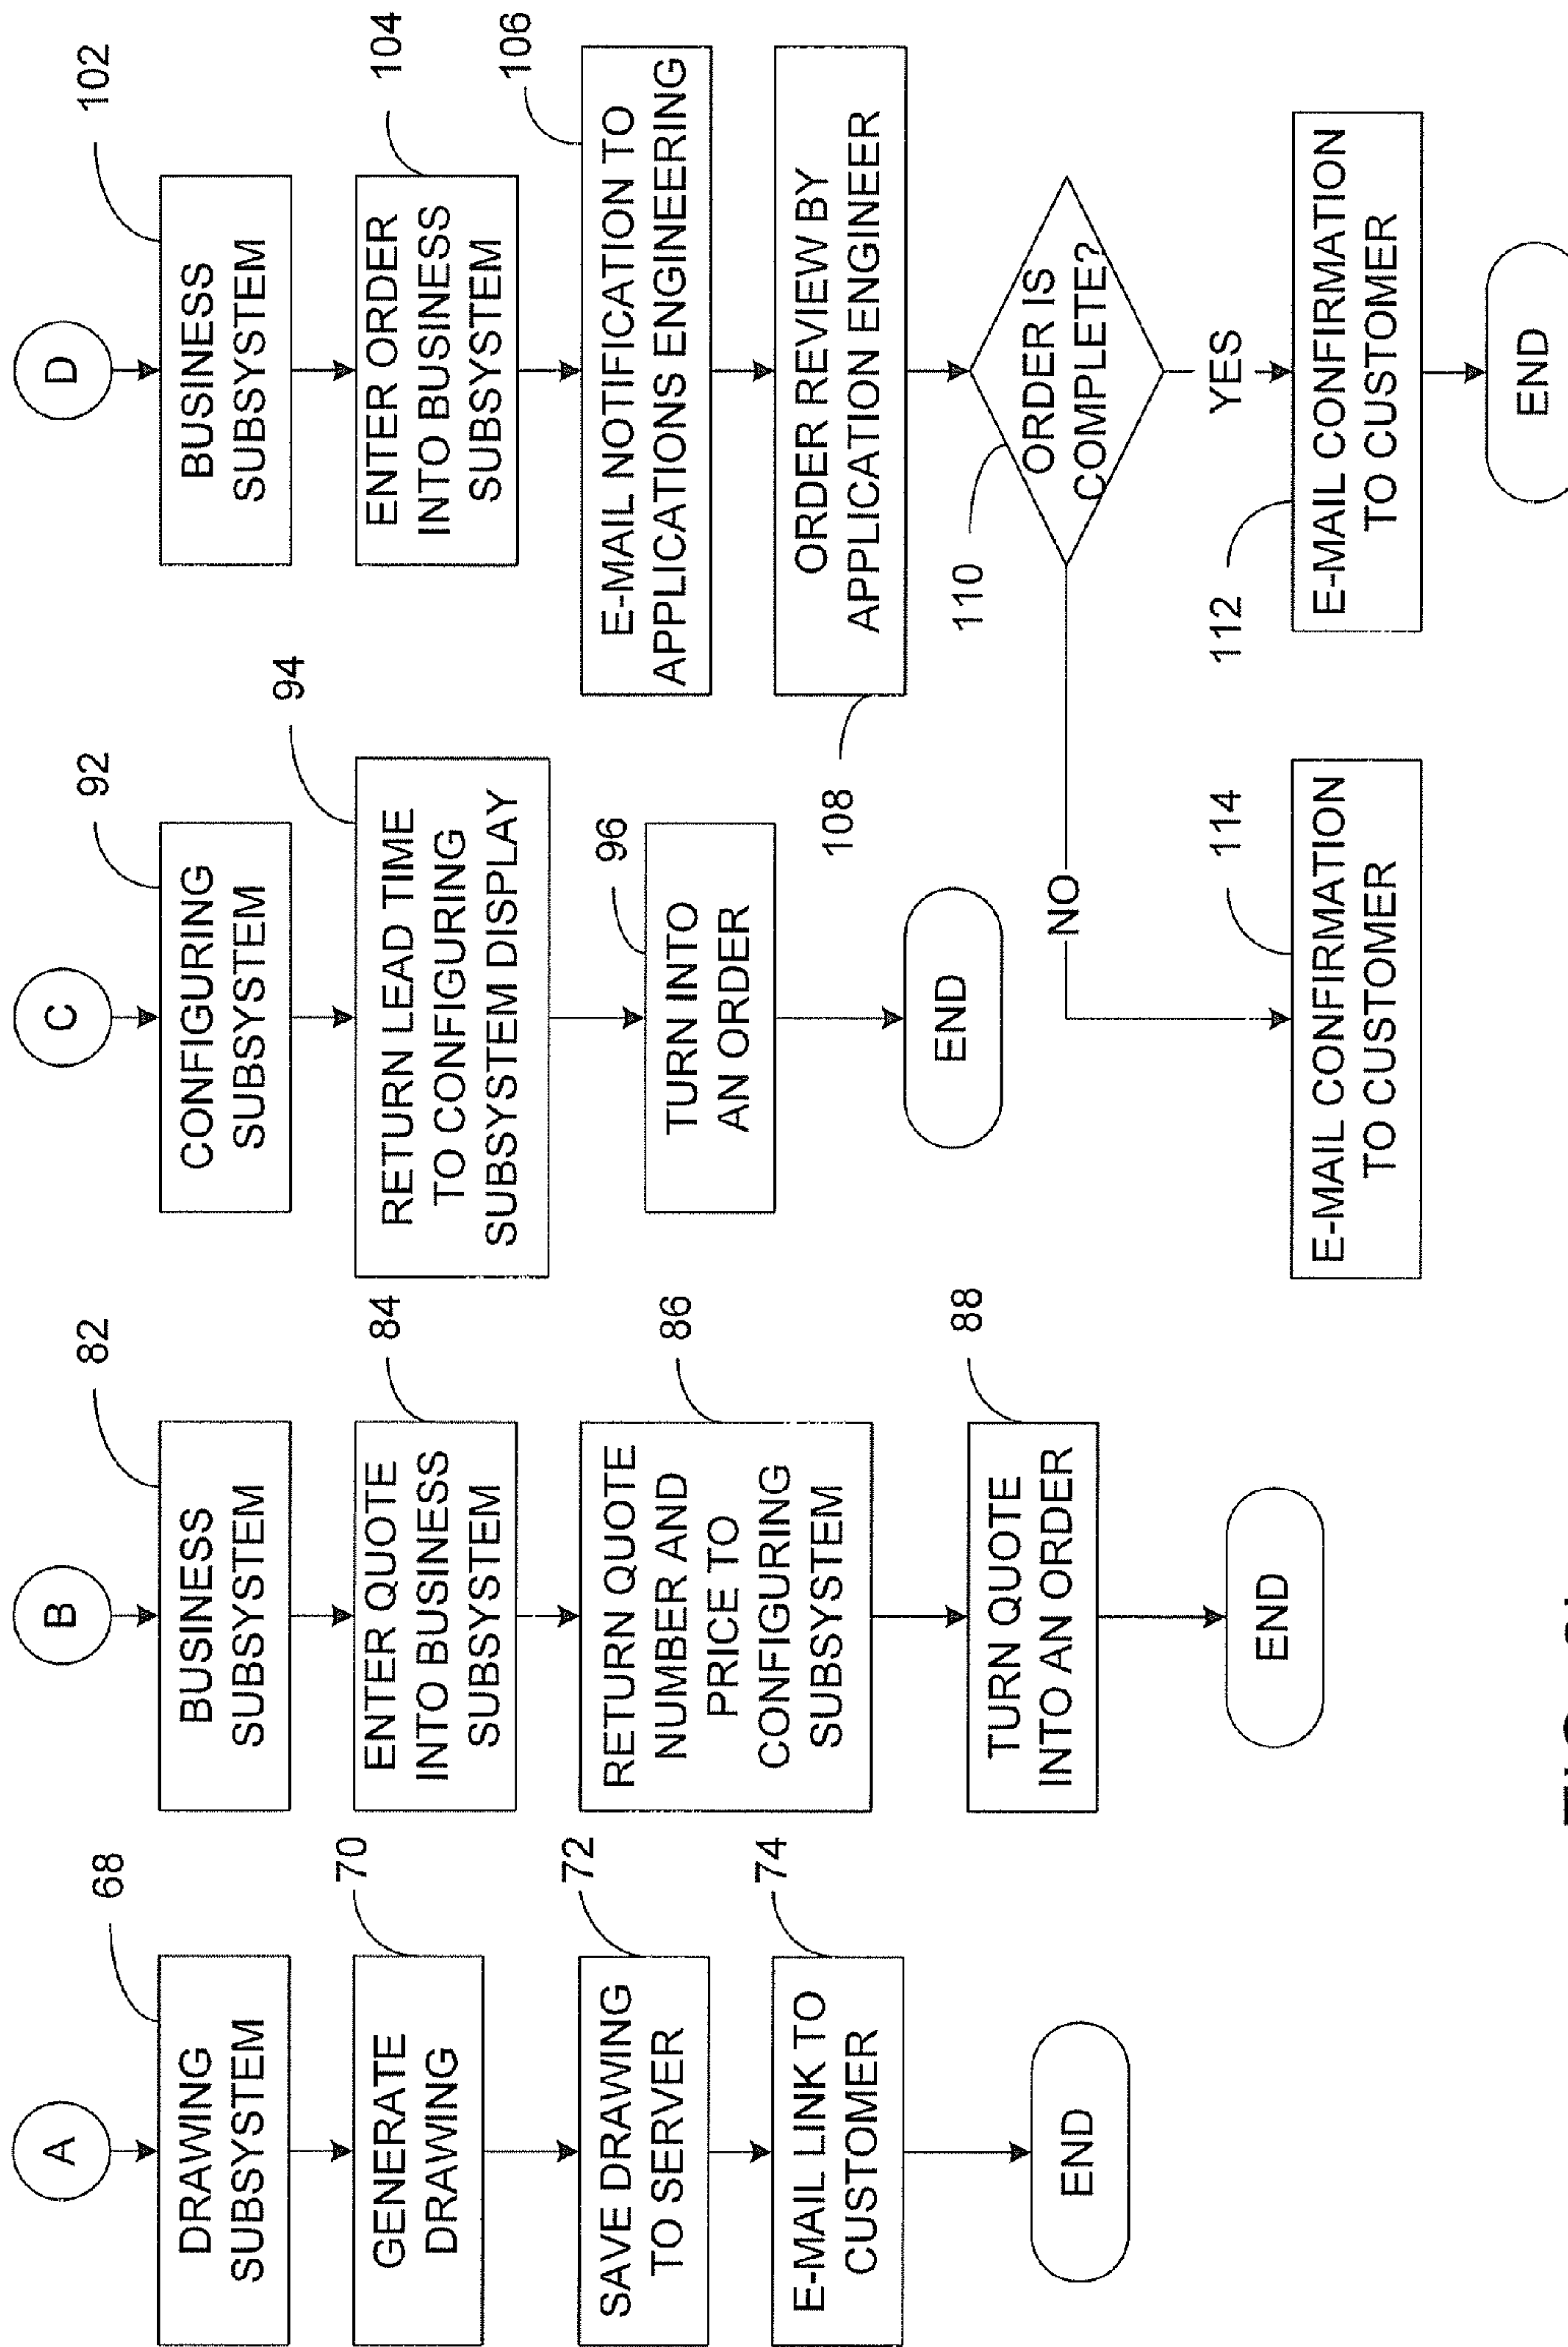 A
68
DRAWING
SUBSYSTEM
70
GENERATE
DRAWING
72
SAVE DRAWING
TO SERVER
74
E-MAIL LINK TO
CUSTOMER
END
B
82
BUSINESS
SUBSYSTEM
84
ENTER QUOTE
INTO BUSINESS
SUBSYSTEM
86
RETURN QUOTE
NUMBER AND
PRICE TO
CONFIGURING
SUBSYSTEM
88
TURN QUOTE
INTO AN ORDER
END
C
92
CONFIGURING
SUBSYSTEM
94
RETURN LEAD TIME
TO CONFIGURING
SUBSYSTEM DISPLAY
96
TURN INTO
AN ORDER
END
D
102
BUSINESS
SUBSYSTEM
104
ENTER ORDER
INTO BUSINESS
SUBSYSTEM
106
E-MAIL NOTIFICATION TO
APPLICATIONS ENGINEERING
108
ORDER REVIEW BY
APPLICATION ENGINEER
110
ORDER IS
COMPLETE?
NO
YES
114
E-MAIL CONFIRMATION
TO CUSTOMER
112
E-MAIL CONFIRMATION
TO CUSTOMER
END